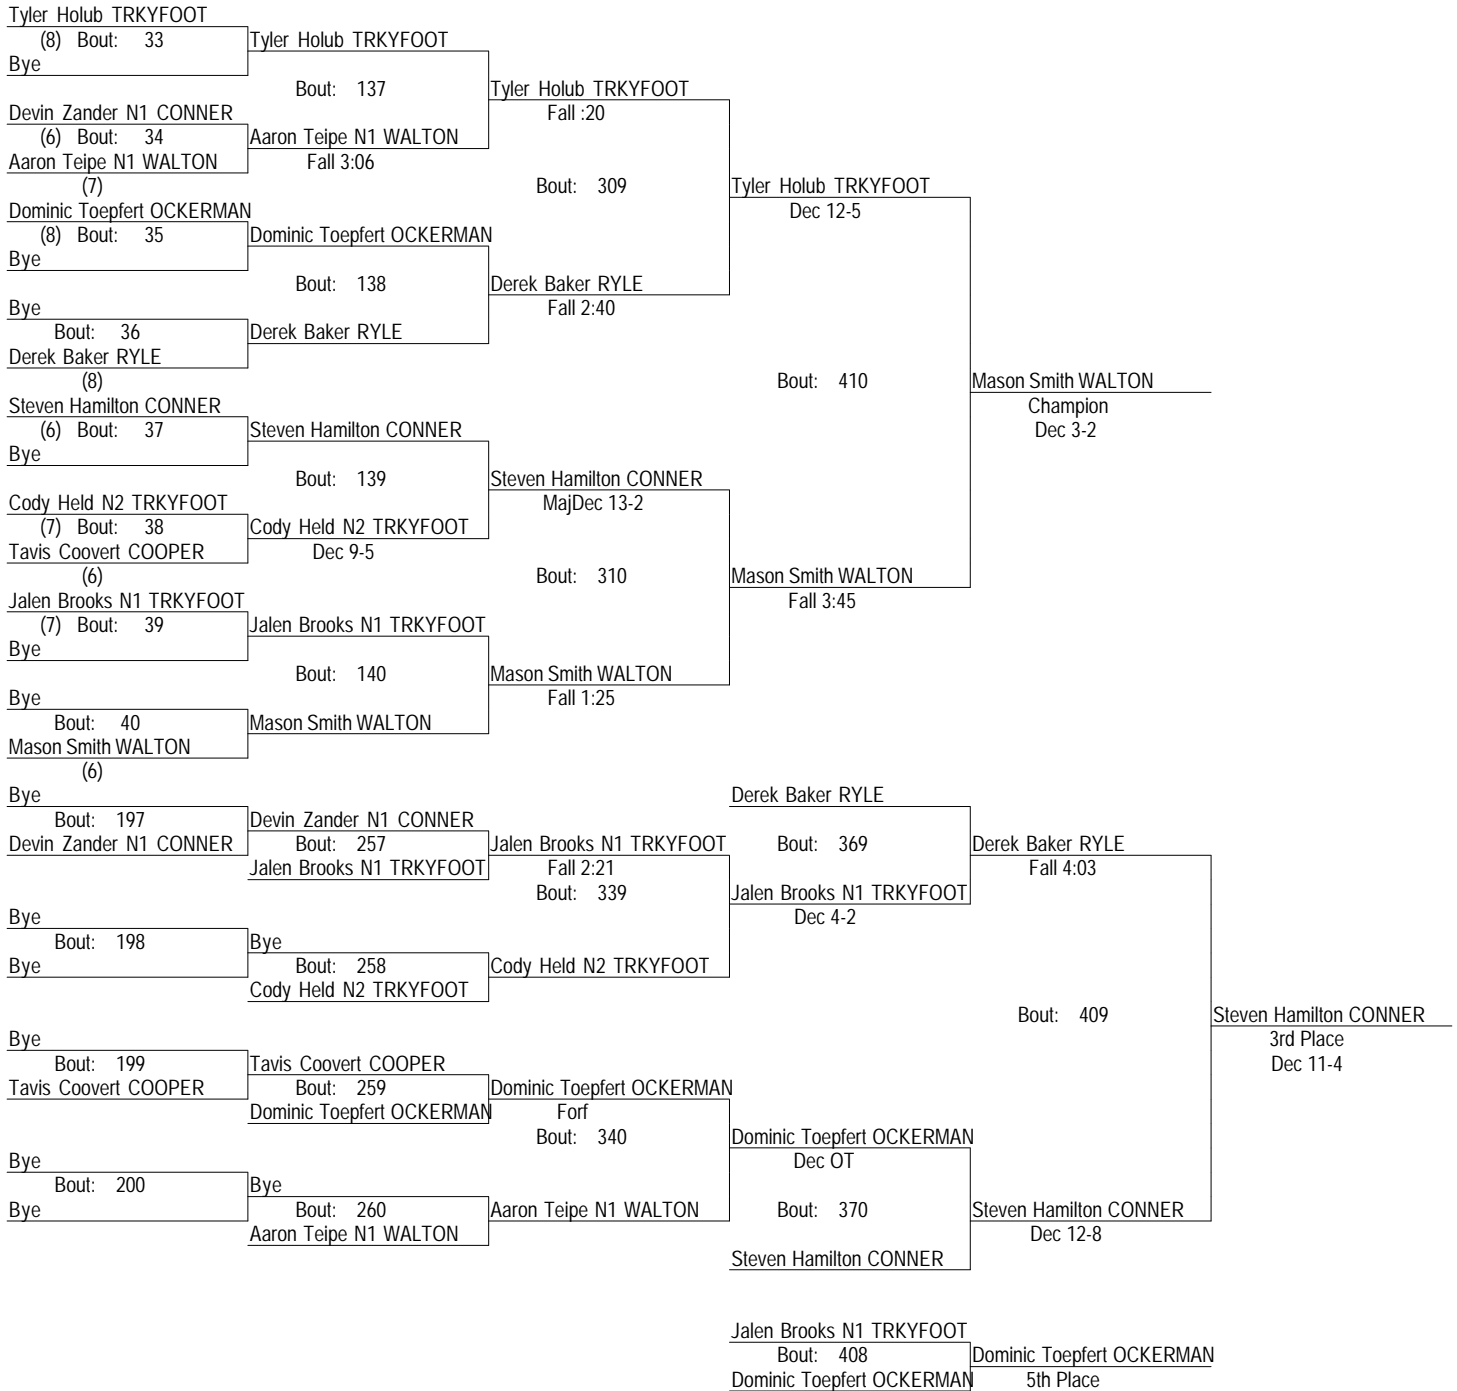 Tyler Holub TRKYFOOT
(8) Bout: 33 Tyler Holub TRKYFOOT
Bye
Bout: 137 Tyler Holub TRKYFOOT
Devin Zander N1 CONNER Fall :20
(6) Bout: 34 Aaron Teipe N1 WALTON
Aaron Teipe N1 WALTON Fall 3:06
(7) Bout: 309 Tyler Holub TRKYFOOT
Dominic Toepfert OCKERMAN Dec 12-5
(8) Bout: 35 Dominic Toepfert OCKERMAN
Bye
Bout: 138 Derek Baker RYLE
Bye Fall 2:40
Bout: 36 Derek Baker RYLE
Derek Baker RYLE
(8) Bout: 410 Mason Smith WALTON
Steven Hamilton CONNER Champion
(6) Bout: 37 Steven Hamilton CONNER Dec 3-2
Bye
Bout: 139 Steven Hamilton CONNER
Cody Held N2 TRKYFOOT MajDec 13-2
(7) Bout: 38 Cody Held N2 TRKYFOOT
Tavis Coovert COOPER Dec 9-5
(6) Bout: 310 Mason Smith WALTON
Jalen Brooks N1 TRKYFOOT Fall 3:45
(7) Bout: 39 Jalen Brooks N1 TRKYFOOT
Bye
Bout: 140 Mason Smith WALTON
Bye Fall 1:25
Bout: 40 Mason Smith WALTON
Mason Smith WALTON
(6)
Bye Derek Baker RYLE
Bout: 197 Devin Zander N1 CONNER
Devin Zander N1 CONNER Bout: 257 Jalen Brooks N1 TRKYFOOT Bout: 369 Derek Baker RYLE
Jalen Brooks N1 TRKYFOOT Fall 2:21 Fall 4:03
Bout: 339 Jalen Brooks N1 TRKYFOOT
Bye Dec 4-2
Bout: 198 Bye
Bye Bout: 258 Cody Held N2 TRKYFOOT
Cody Held N2 TRKYFOOT
Bout: 409 Steven Hamilton CONNER
Bye 3rd Place
Bout: 199 Tavis Coovert COOPER Dec 11-4
Tavis Coovert COOPER Bout: 259 Dominic Toepfert OCKERMAN
Dominic Toepfert OCKERMAN Forf
Bout: 340 Dominic Toepfert OCKERMAN
Bye Dec OT
Bout: 200 Bye
Bye Bout: 260 Aaron Teipe N1 WALTON Bout: 370 Steven Hamilton CONNER
Aaron Teipe N1 WALTON Dec 12-8
Steven Hamilton CONNER
Jalen Brooks N1 TRKYFOOT
Bout: 408 Dominic Toepfert OCKERMAN
Dominic Toepfert OCKERMAN 5th Place